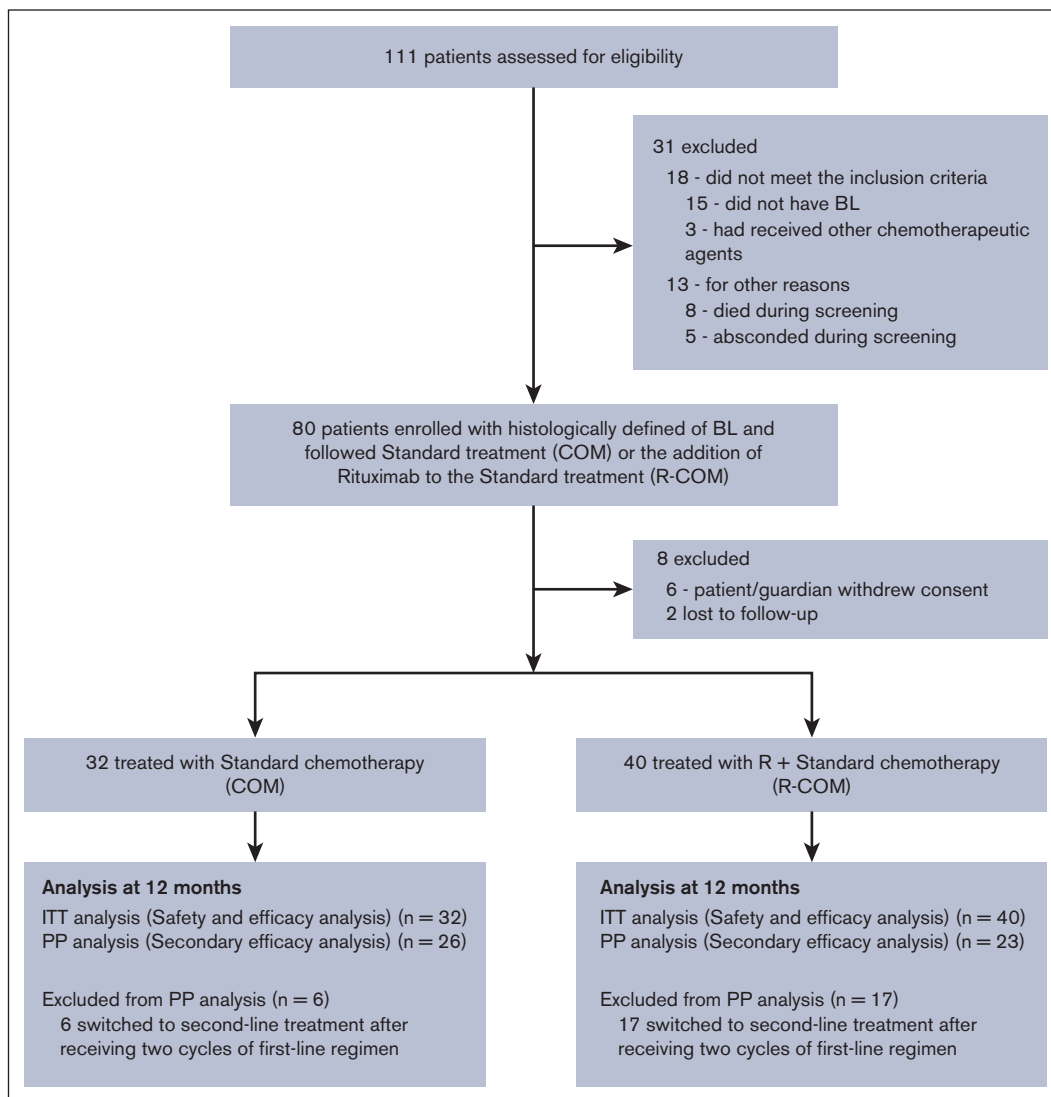 111 patients assessed for eligibility
31 excluded
18 - did not meet the inclusion criteria
15 - did not have BL
3 - had received other chemotherapeutic
agents
13 - for other reasons
8 - died during screening
5 - absconded during screening
80 patients enrolled with histologically defined of BL and
followed Standard treatment (COM) or the addition of
Rituximab to the Standard treatment (R-COM)
8 excluded
6 - patient/guardian withdrew consent
2 lost to follow-up
32 treated with Standard chemotherapy
(COM)
40 treated with R + Standard chemotherapy
(R-COM)
Analysis at 12 months
ITT analysis (Safety and efficacy analysis) (n = 32)
PP analysis (Secondary efficacy analysis) (n = 26)
Excluded from PP analysis (n = 6)
6 switched to second-line treatment after
receiving two cycles of first-line regimen
Analysis at 12 months
ITT analysis (Safety and efficacy analysis) (n = 40)
PP analysis (Secondary efficacy analysis) (n = 23)
Excluded from PP analysis (n = 17)
17 switched to second-line treatment after
receiving two cycles of first-line regimen